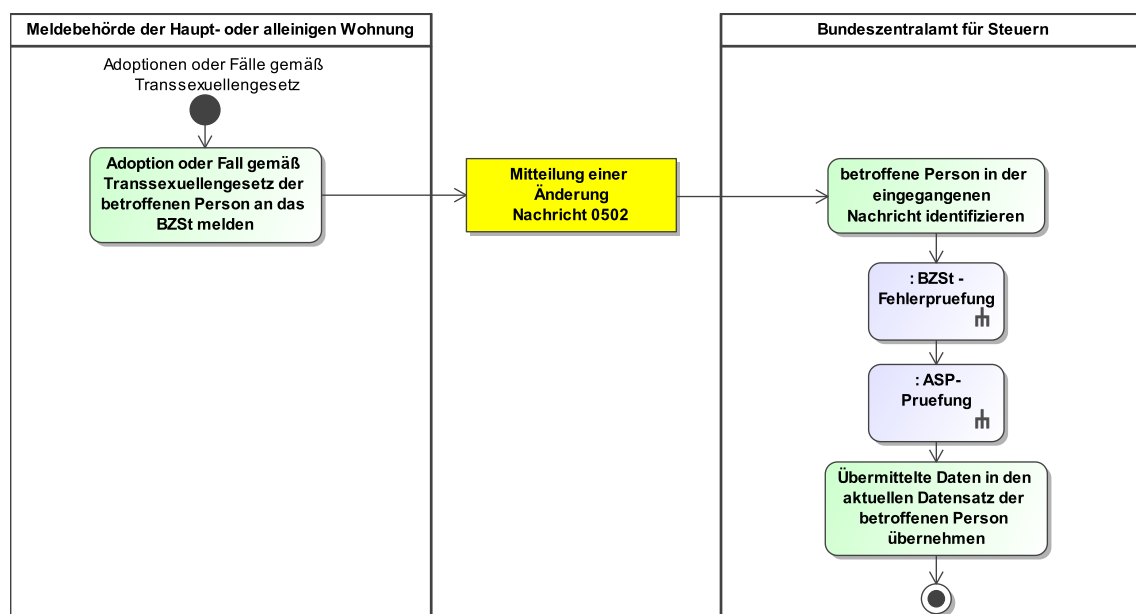 Meldebehörde der Haupt- oder alleinigen Wohnung
Adoptionen oder Fälle gemäß
Transsexuellengesetz
Adoption oder Fall gemäß
Transsexuellengesetz der
betroffenen Person an das
BZSt melden
Mitteilung einer
Änderung
Nachricht 0502
Bundeszentralamt für Steuern
betroffene Person in der
eingegangenen
Nachricht identifizieren
: BZSt -
Fehlerpruefung
: ASP-
Pruefung
Übermittelte Daten in den
aktuellen Datensatz der
betroffenen Person
übernehmen